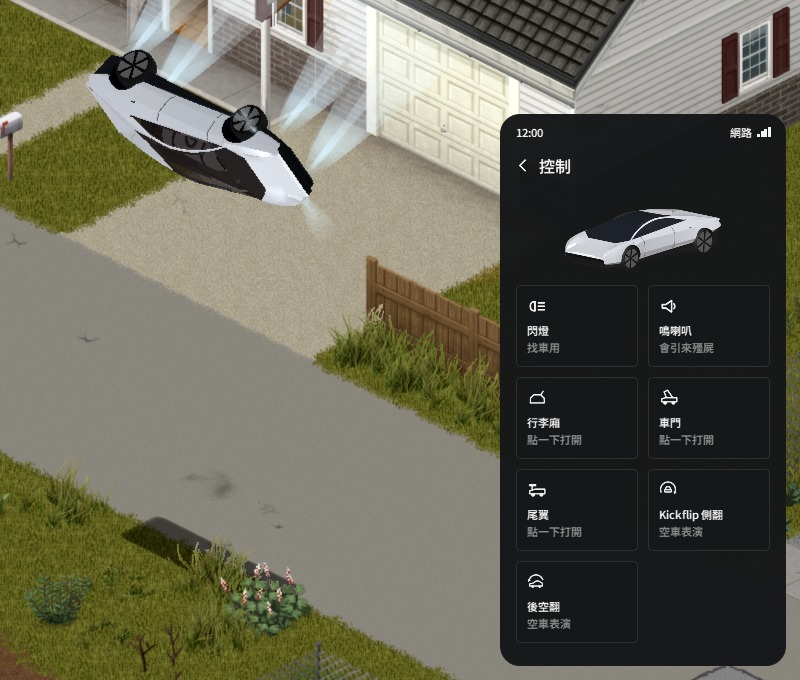 12:00
網路
控制
閃燈
找車用
鳴喇叭
會引來殭屍
行李廂
點一下打開
車門
點一下打開
尾翼
點一下打開
Kickflip 側翻
空車表演
後空翻
空車表演